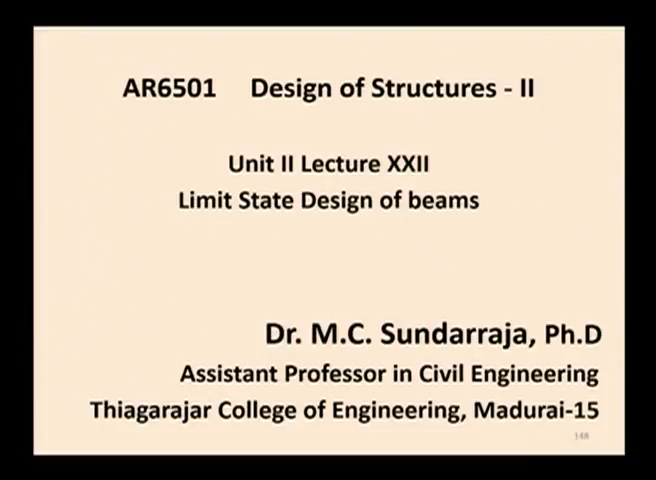 AR6501 Design of Structures - II
Unit II Lecture XXII
Limit State Design of beams
Dr. M.C. Sundarraja, Ph.D
Assistant Professor in Civil Engineering
Thiagarajar College of Engineering, Madurai-15
148